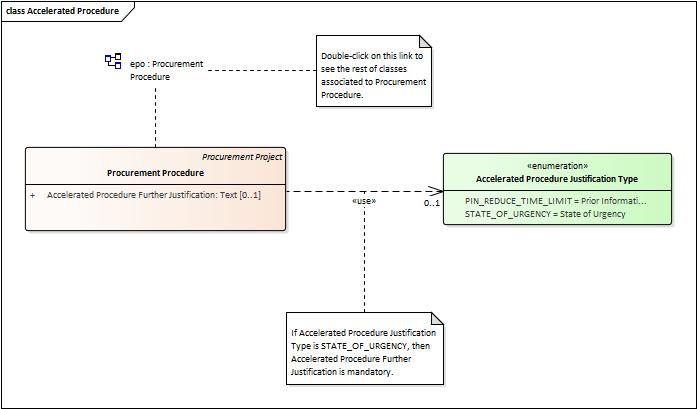 class Accelerated Procedure
epo : Procurement
Procedure
Double-click on this link to
see the rest of classes
associated to Procurement
Procedure.
Procurement Project
Procurement Procedure
+ Accelerated Procedure Further Justification: Text [0..1]
«use»
0..1
«enumeration»
Accelerated Procedure Justification Type
PIN_REDUCE_TIME_LIMIT = Prior Informati...
STATE_OF_URGENCY = State of Urgency
If Accelerated Procedure Justification
Type is STATE_OF_URGENCY, then
Accelerated Procedure Further
Justification is mandatory.